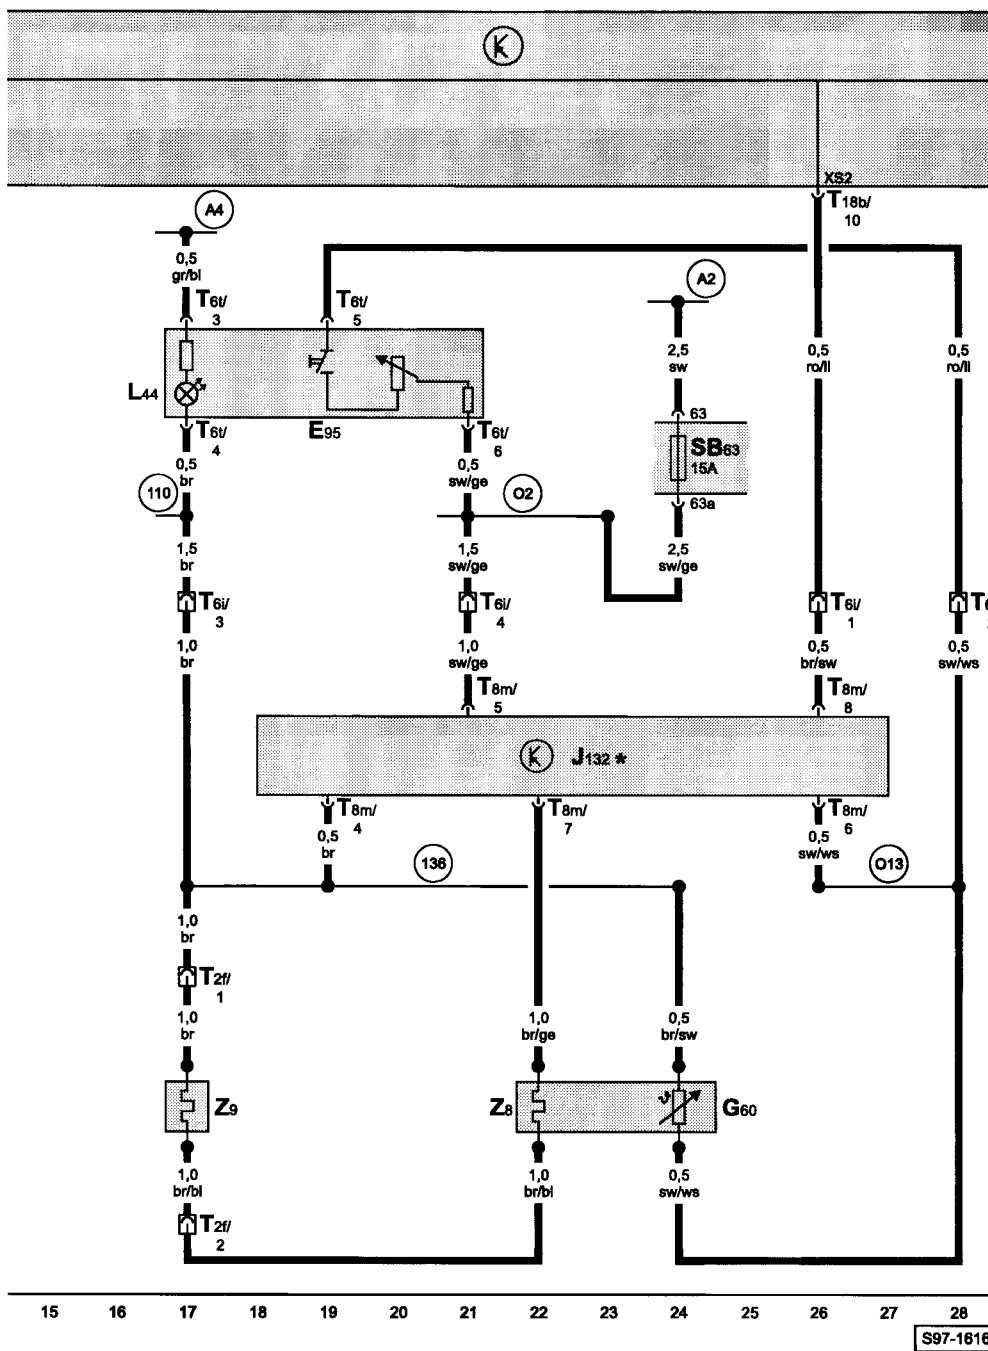 XS2
T18b/
10
A4
A2
0,5
gr/bl
T6t/
3
T6t/
5
2,5
sw
0,5
ro/li
0,5
ro/li
L44
E95
63
SB63
15A
63a
T6t/
4
T6t/
6
0,5
br
0,5
sw/ge
110
O2
1,5
br
1,5
sw/ge
2,5
sw/ge
T6i/
3
T6i/
4
T6i/
1
1,0
br
1,0
sw/ge
0,5
br/sw
0,5
sw/ws
T8m/
5
T8m/
8
J132 *
T8m/
4
T8m/
7
T8m/
6
0,5
br
0,5
sw/ws
136
O13
1,0
br
T2f/
1
1,0
br
1,0
br/ge
0,5
br/sw
Z9
Z8
G60
1,0
br/bl
1,0
br/bl
0,5
sw/ws
T2f/
2
15 16 17 18 19 20 21 22 23 24 25 26 27 28
S97-1616